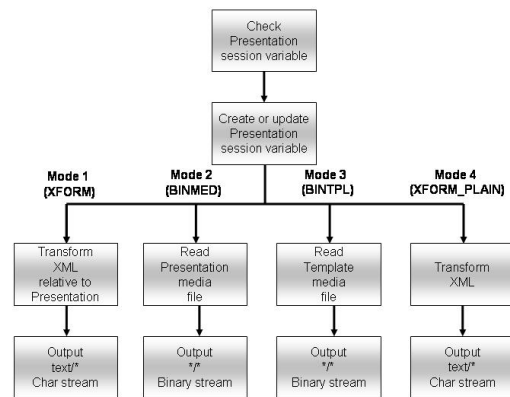 Check
Presentation
session variable
Create or update
Presentation
session variable
Mode 1
(XFORM)
Mode 2
(BINMED)
Mode 3
(BINTPL)
Mode 4
(XFORM_PLAIN)
Transform
XML
relative to
Presentation
Read
Presentation
media
file
Read
Template
media
file
Transform
XML
Output
text/*
Char stream
Output
*/*
Binary stream
Output
*/*
Binary stream
Output
text/*
Char stream